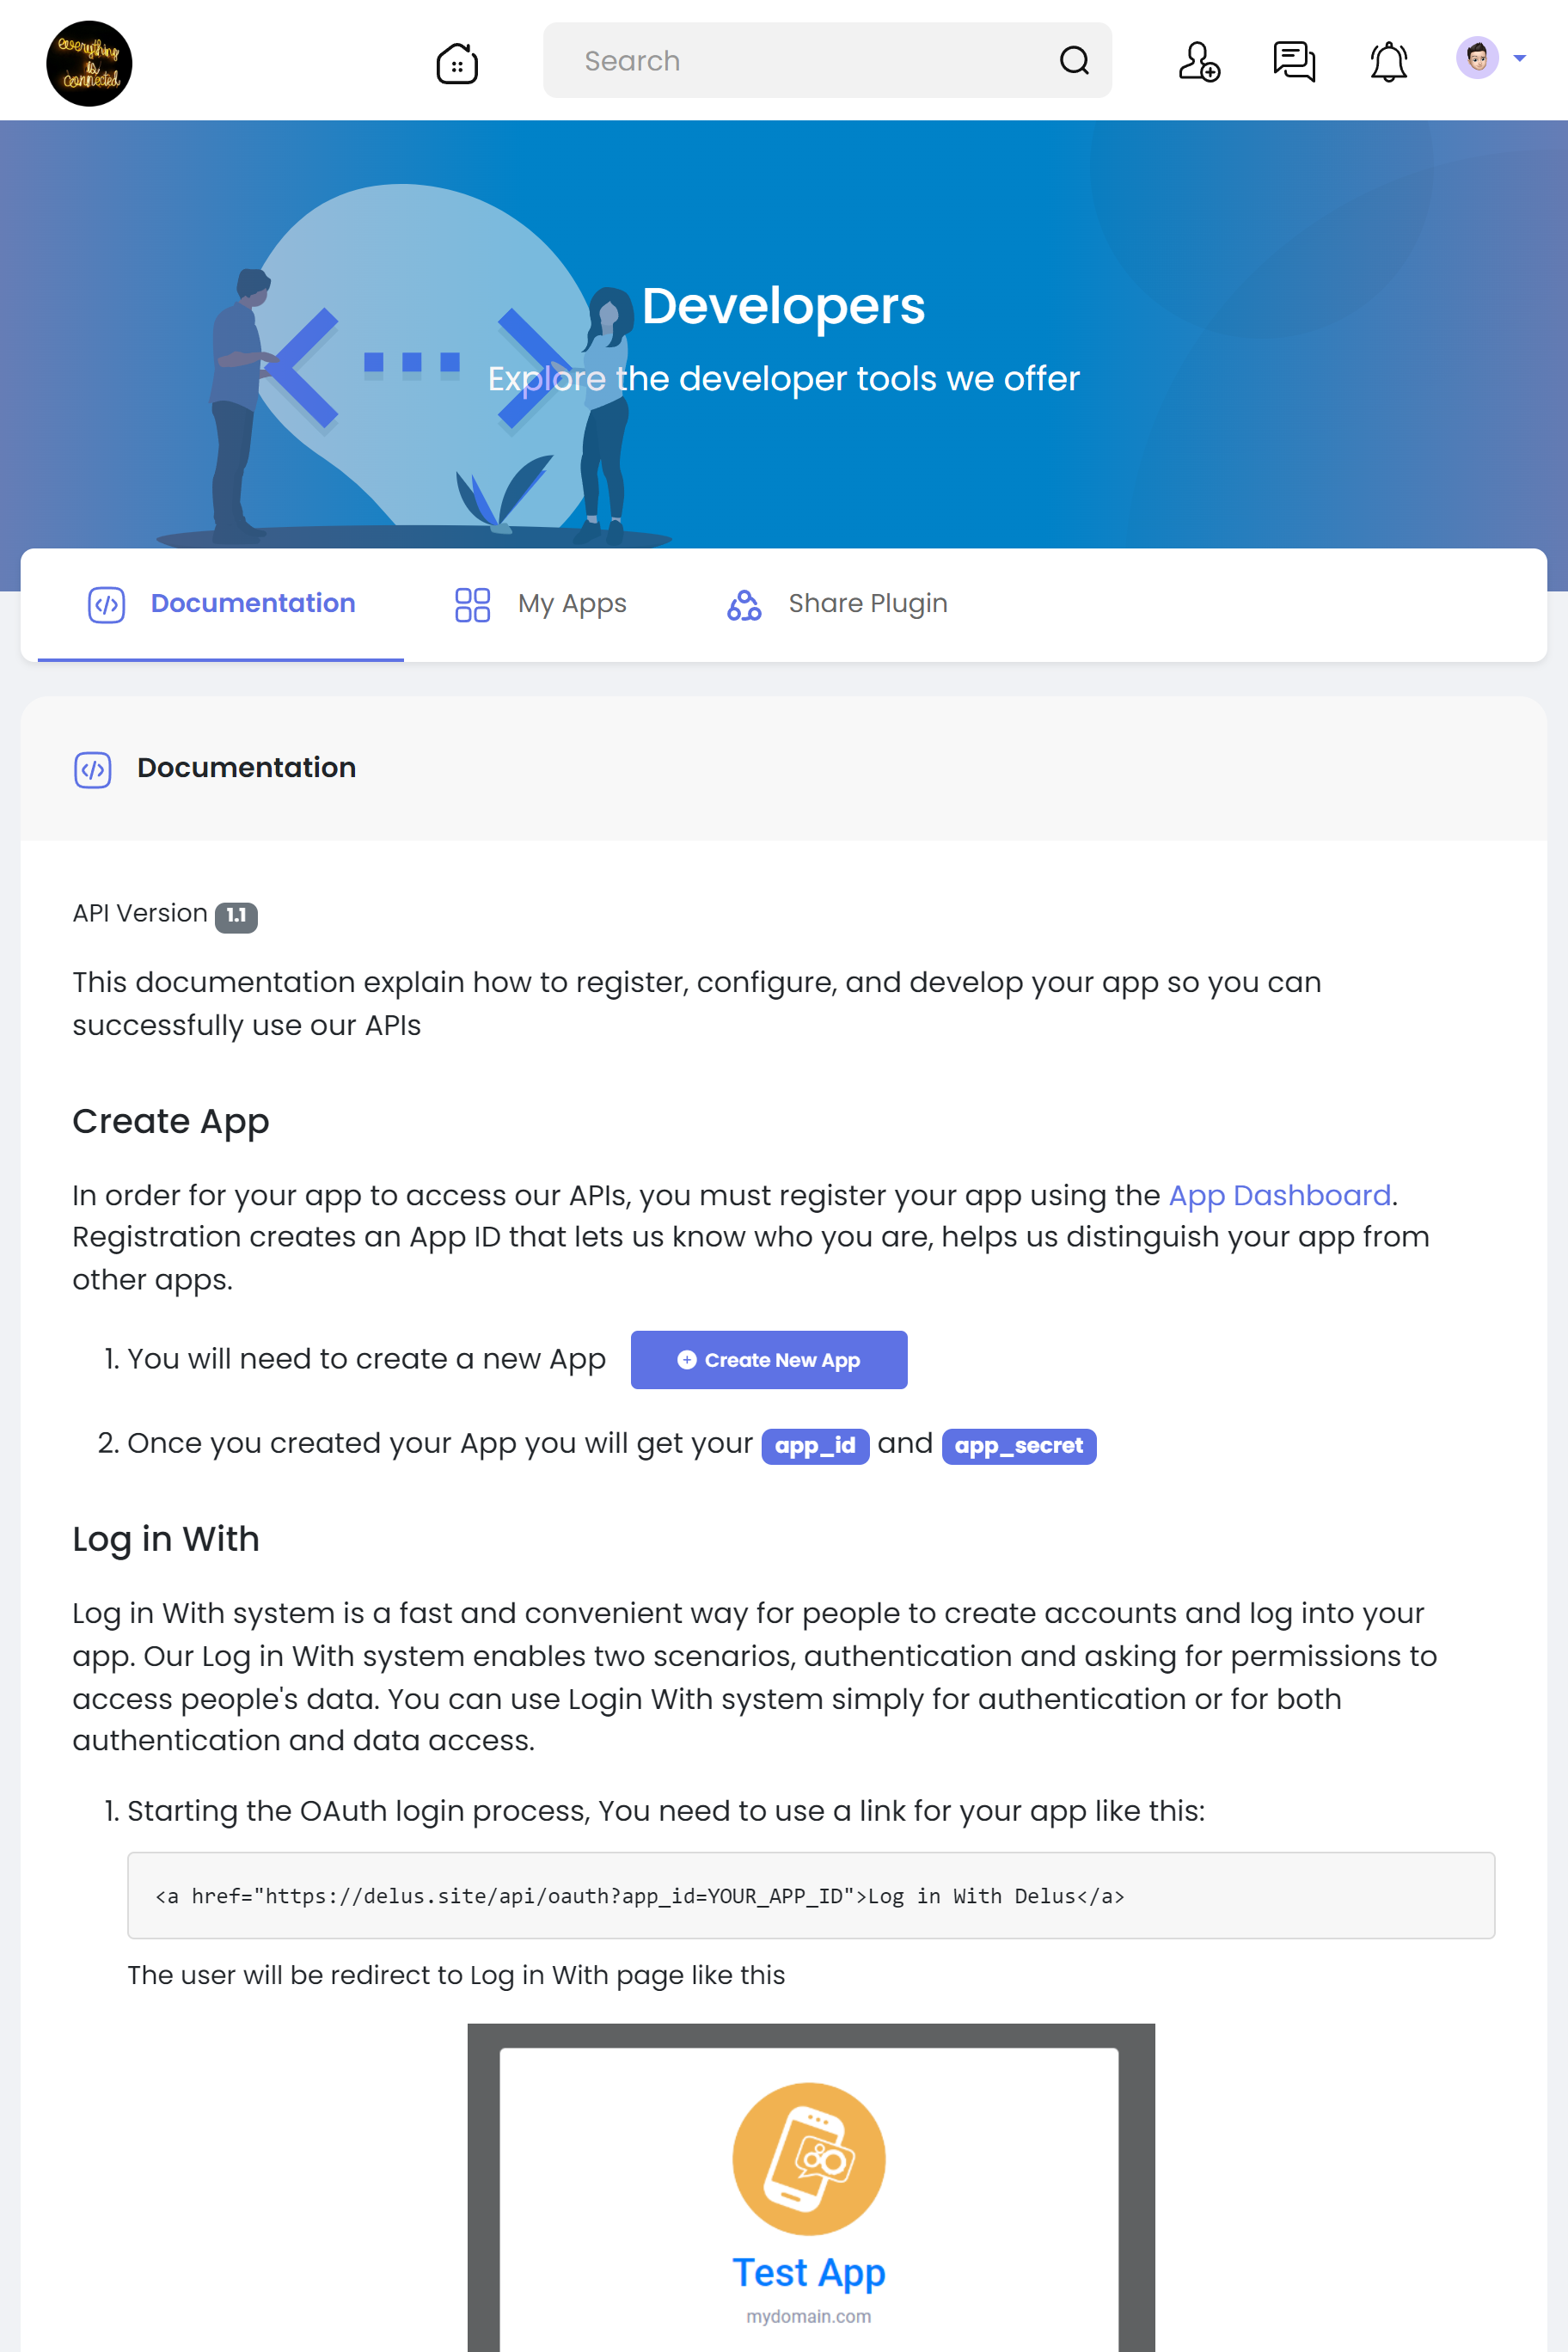 everything
is
connected
Search
Developers
Explore the developer tools we offer
Documentation
My Apps
Share Plugin
Documentation
API Version 1.1
This documentation explain how to register, configure, and develop your app so you can
successfully use our APIs
Create App
In order for your app to access our APIs, you must register your app using the App Dashboard.
Registration creates an App ID that lets us know who you are, helps us distinguish your app from
other apps.
1. You will need to create a new App Create New App
2. Once you created your App you will get your app_id and app_secret
Log in With
Log in With system is a fast and convenient way for people to create accounts and log into your
app. Our Log in With system enables two scenarios, authentication and asking for permissions to
access people's data. You can use Login With system simply for authentication or for both
authentication and data access.
1. Starting the OAuth login process, You need to use a link for your app like this:
<a href="https://delus.site/api/oauth?app_id=YOUR_APP_ID">Log in With Delus</a>
The user will be redirect to Log in With page like this
Test App
mydomain.com